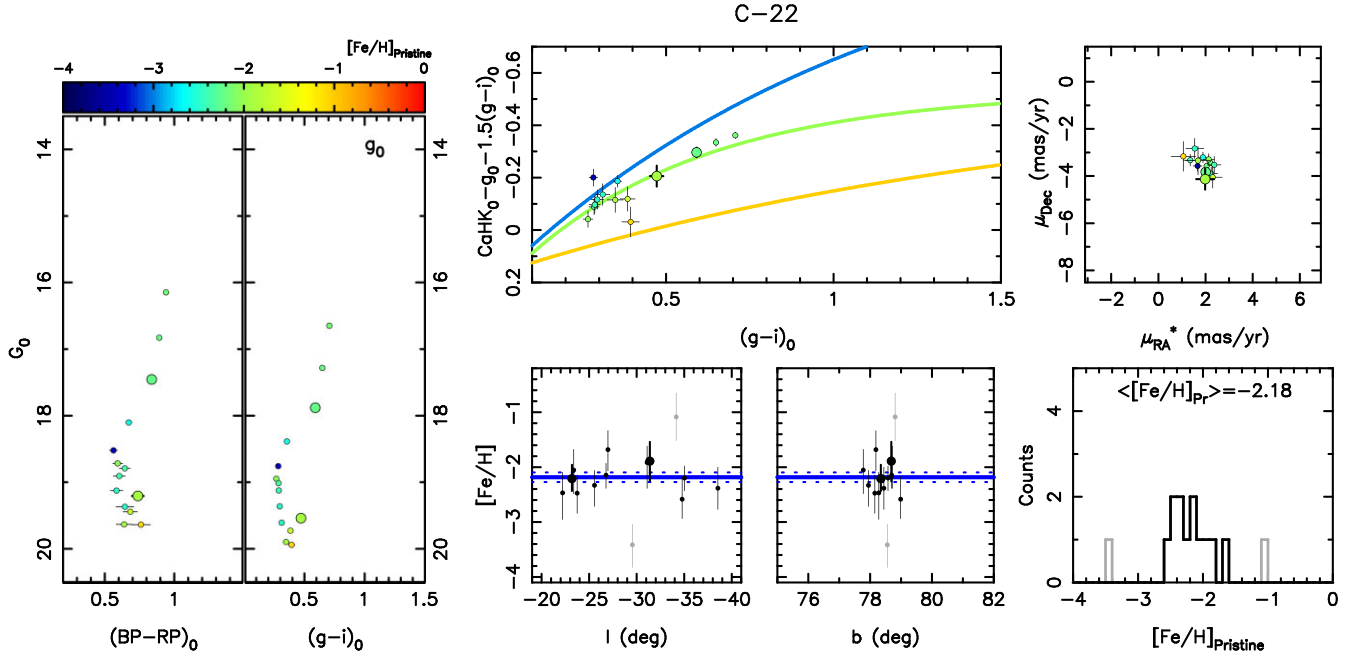 C−22
[Fe/H]Pristine
−4 −3 −2 −1 0
g0
14 16 18 20
G0
14 16 18 20
0.5 1
(BP−RP)0
0.5 1 1.5
(g−i)0
CaHK0−g0−1.5(g−i)0
−0.6 −0.4 −0.2 0 0.2
0.5 1 1.5
(g−i)0
μDec (mas/yr)
0 −2 −4 −6 −8
−2 0 2 4 6
μRA* (mas/yr)
[Fe/H]
−1 −2 −3 −4
−20 −25 −30 −35 −40
l (deg)
76 78 80 82
b (deg)
<[Fe/H]Pr>=−2.18
Counts
4 2 0
−4 −3 −2 −1 0
[Fe/H]Pristine